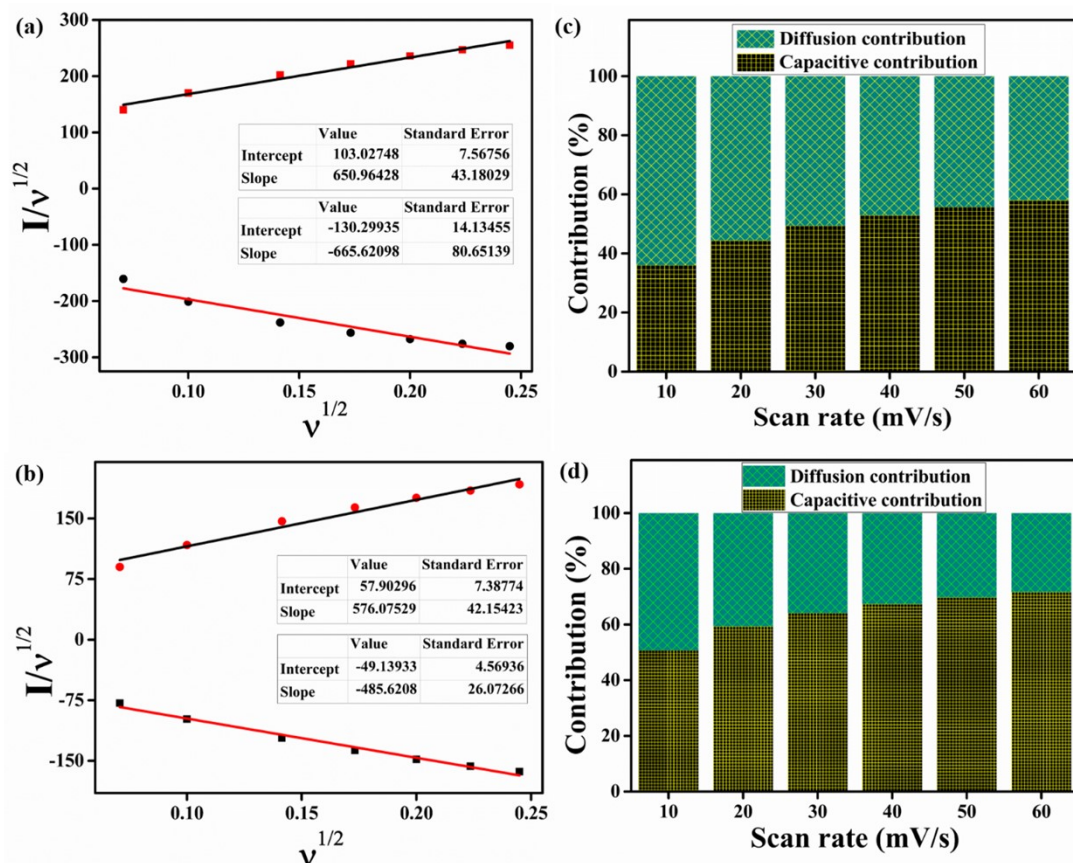 (a)
I/ν^1/2
300
200
100
0
-100
-200
-300
Value Standard Error
Intercept 103.02748 7.56756
Slope 650.96428 43.18029
Value Standard Error
Intercept -130.29935 14.13455
Slope -665.62098 80.65139
0.10 0.15 0.20 0.25
ν^1/2
(c)
Diffusion contribution
Capacitive contribution
Contribution (%)
100
80
60
40
20
0
10 20 30 40 50 60
Scan rate (mV/s)
(b)
I/ν^1/2
150
75
0
-75
-150
Value Standard Error
Intercept 57.90296 7.38774
Slope 576.07529 42.15423
Value Standard Error
Intercept -49.13933 4.56936
Slope -485.6208 26.07266
0.10 0.15 0.20 0.25
ν^1/2
(d)
Diffusion contribution
Capacitive contribution
Contribution (%)
100
80
60
40
20
0
10 20 30 40 50 60
Scan rate (mV/s)